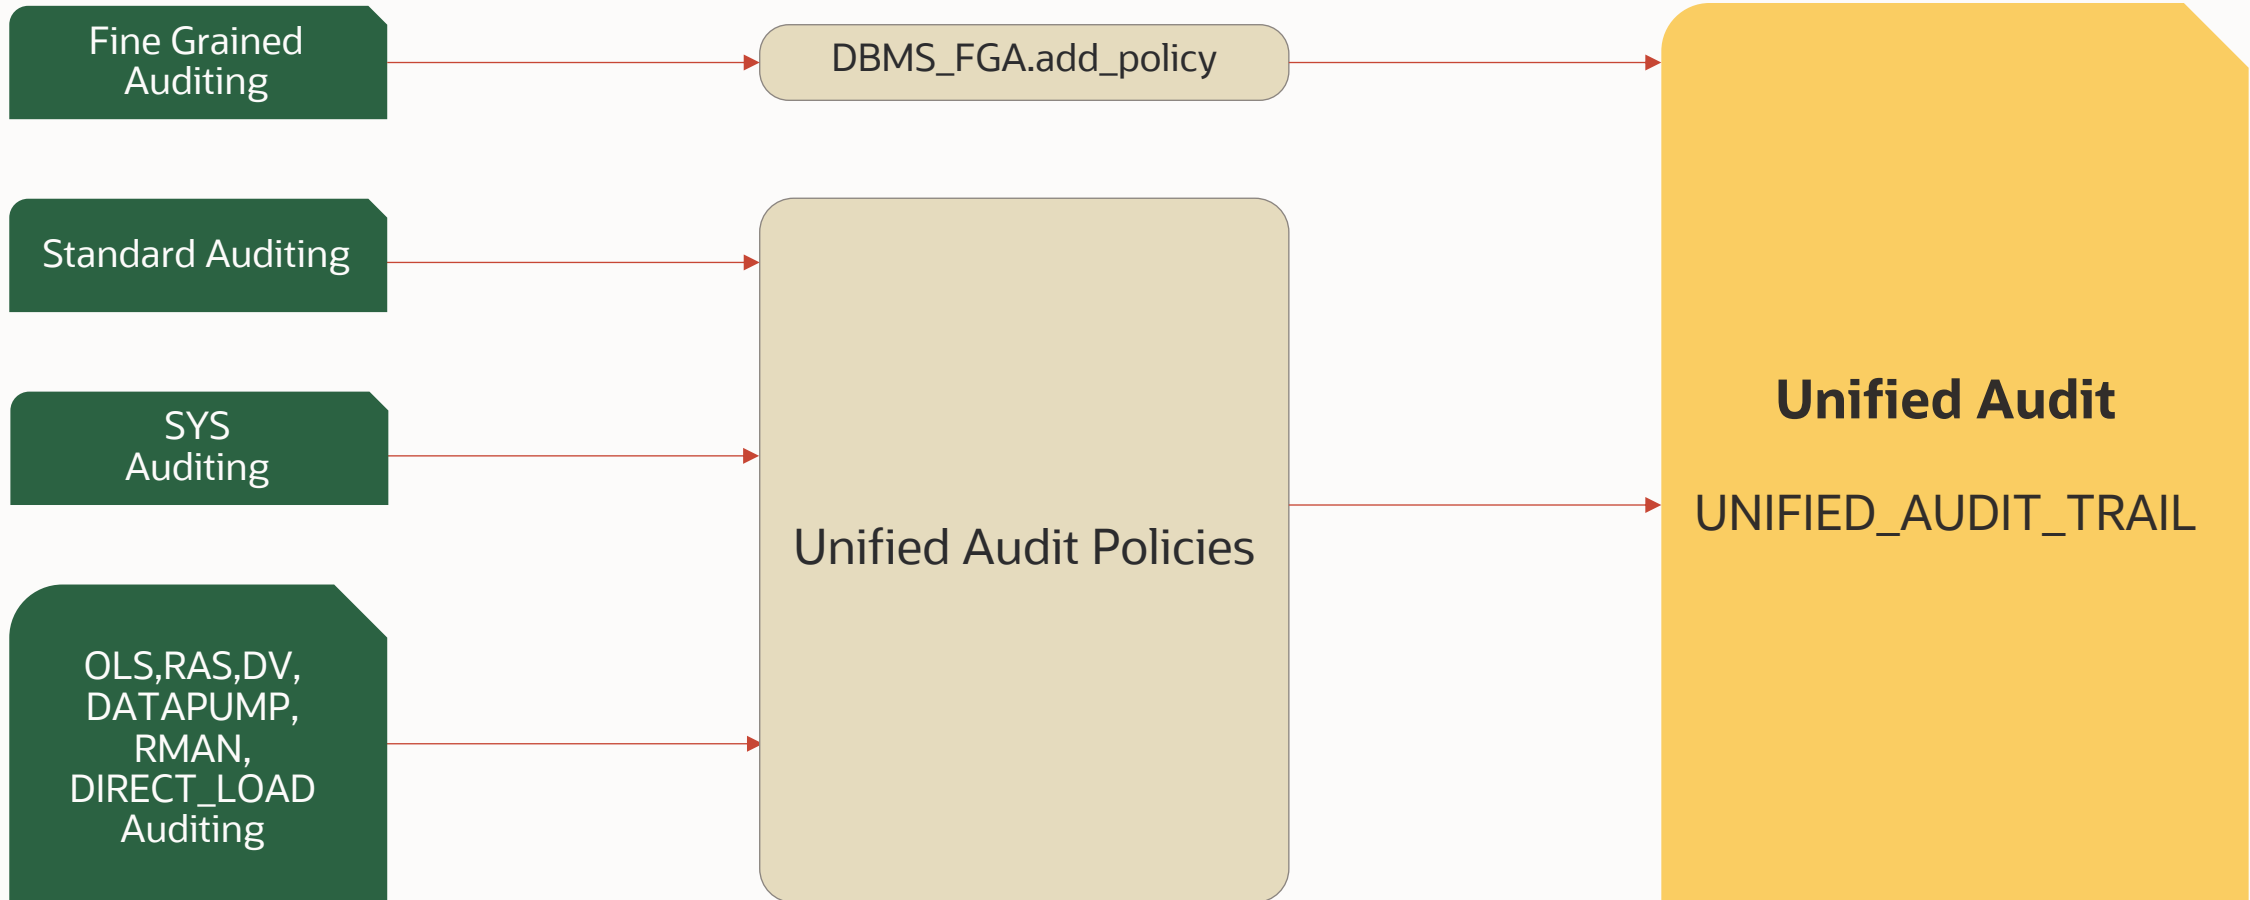 Fine Grained
Auditing
DBMS_FGA.add_policy
Standard Auditing
SYS
Auditing
OLS,RAS,DV,
DATAPUMP,
RMAN,
DIRECT_LOAD
Auditing
Unified Audit Policies
Unified Audit
UNIFIED_AUDIT_TRAIL